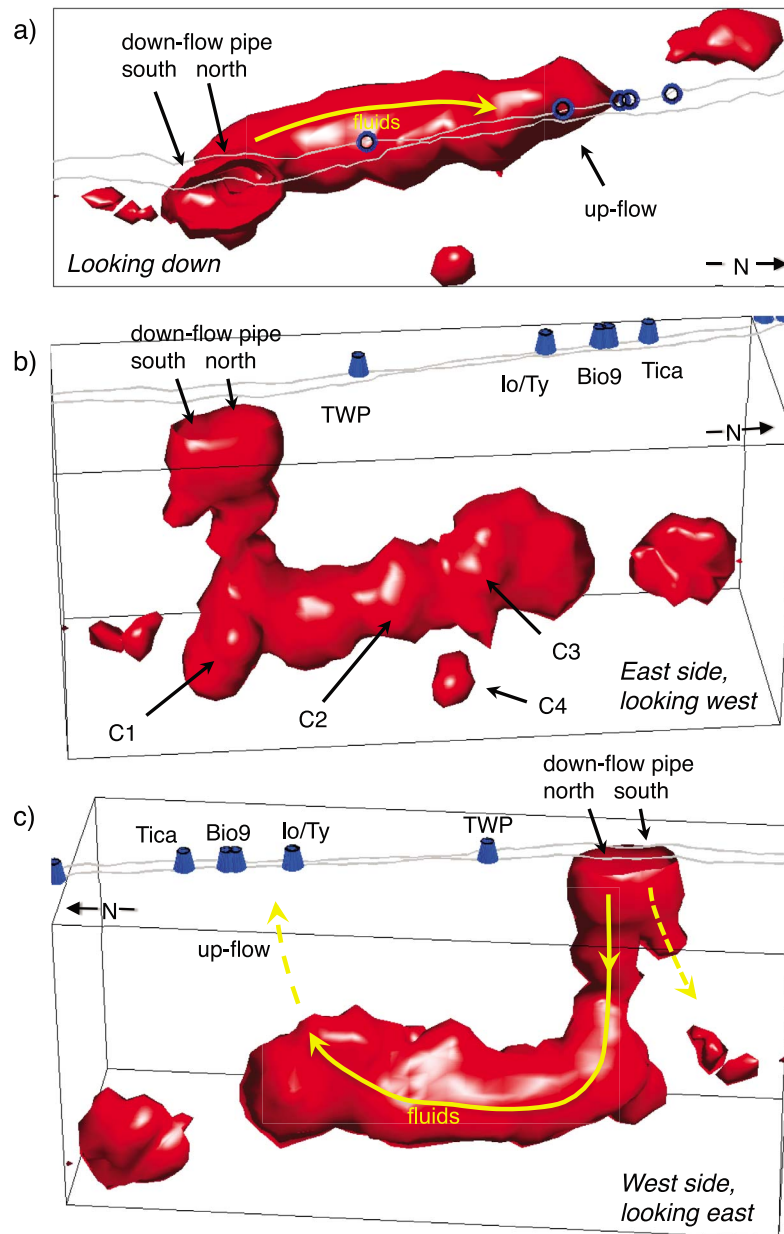 a)
down-flow pipe
south north
fluids
up-flow
Looking down
N
b)
down-flow pipe
south north
TWP
Io/Ty
Bio9
Tica
N
C1
C2
C3
C4
East side,
looking west
c)
down-flow pipe
north south
Tica
Bio9
Io/Ty
TWP
N
up-flow
fluids
West side,
looking east